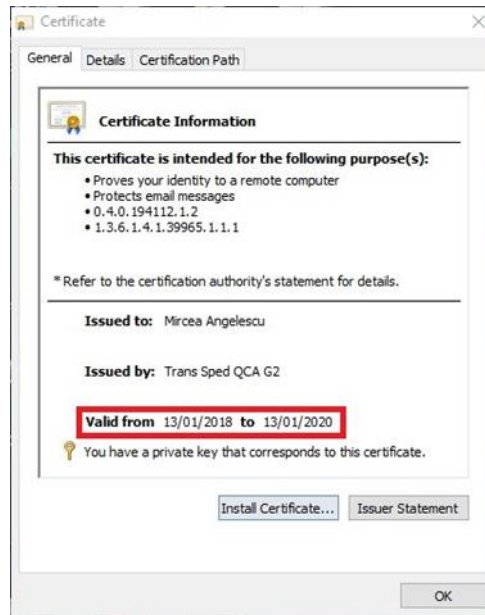 Certificate
General Details Certification Path
Certificate Information
This certificate is intended for the following purpose(s):
• Proves your identity to a remote computer
• Protects email messages
• 0.4.0.194112.1.2
• 1.3.6.1.4.1.39965.1.1.1
* Refer to the certification authority's statement for details.
Issued to: Mircea Angelescu
Issued by: Trans Sped QCA G2
Valid from 13/01/2018 to 13/01/2020
You have a private key that corresponds to this certificate.
Install Certificate... Issuer Statement
OK